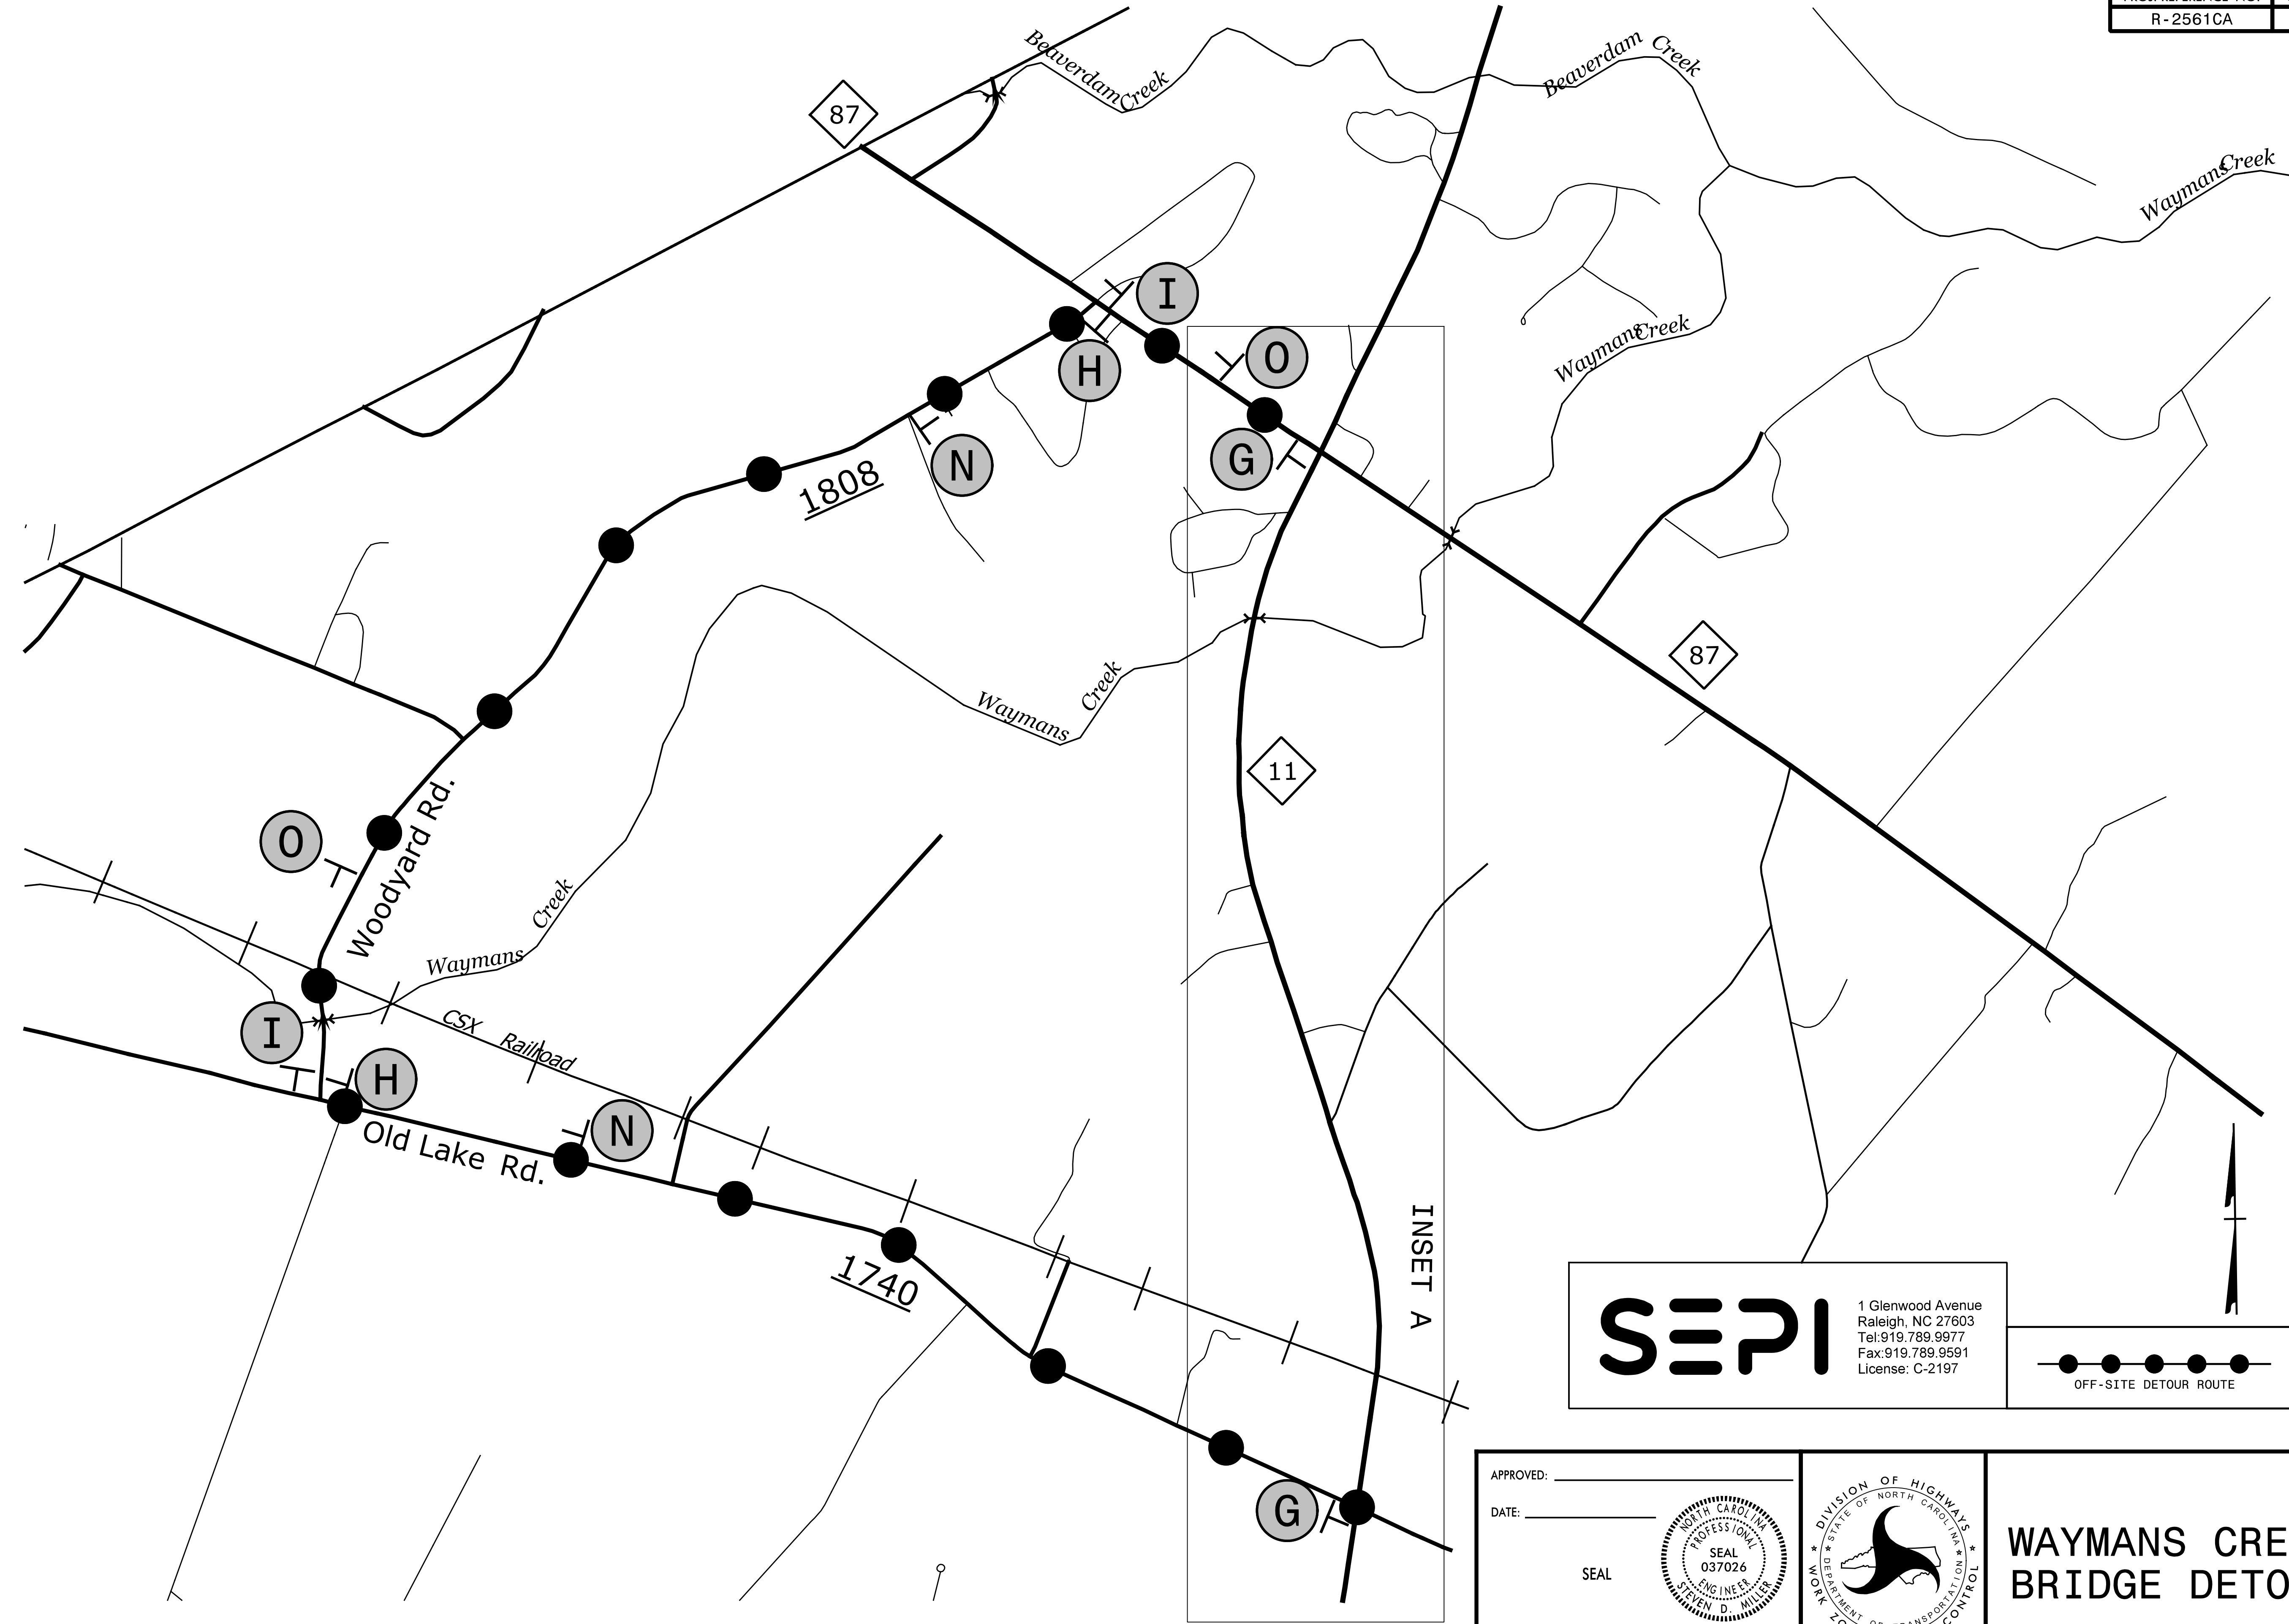 R-2561CA
Beaverdam Creek
Beaverdam Creek
87
Waymans Creek
I
O
H
G
N
1808
Waymans Creek
87
Waymans Creek
11
O
Woodyard Rd.
Waymans Creek
I
CSX Railroad
H
N
Old Lake Rd.
1740
INSET A
G
SEPI
1 Glenwood Avenue
Raleigh, NC 27603
Tel:919.789.9977
Fax:919.789.9591
License: C-2197
OFF-SITE DETOUR ROUTE
APPROVED:
DATE:
SEAL
NORTH CAROLINA
PROFESSIONAL
SEAL
037026
ENGINEER
STEVEN D. MILLER
DIVISION OF HIGHWAYS
STATE OF NORTH CAROLINA
DEPARTMENT OF TRANSPORTATION
WORK ZO
CONTROL
WAYMANS CRE
BRIDGE DETO